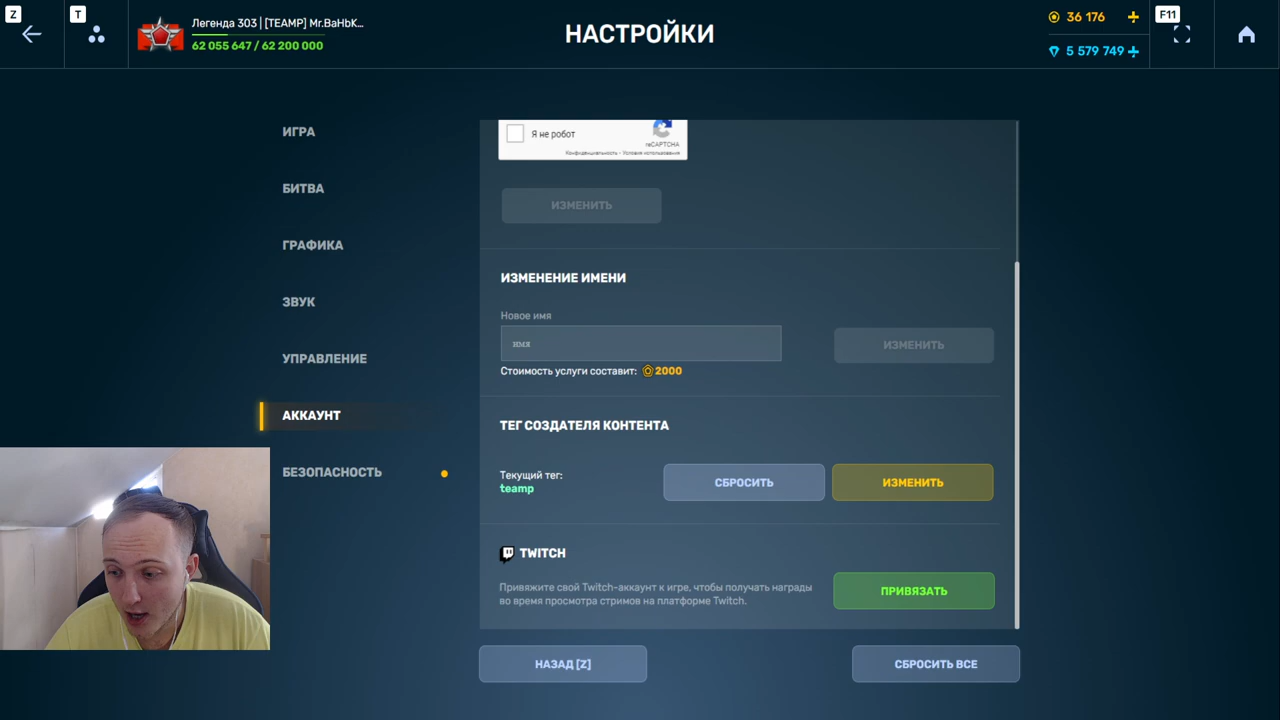 Z
T
Легенда 303 | [TEAMP] Mr.BaHbK...
62 055 647 / 62 200 000
НАСТРОЙКИ
36 176
5 579 749
F11
ИГРА
БИТВА
ГРАФИКА
ЗВУК
УПРАВЛЕНИЕ
АККАУНТ
БЕЗОПАСНОСТЬ
Я не робот
reCAPTCHA
Конфиденциальность - Условия использования
ИЗМЕНИТЬ
ИЗМЕНЕНИЕ ИМЕНИ
Новое имя
имя
ИЗМЕНИТЬ
Стоимость услуги составит: 2000
ТЕГ СОЗДАТЕЛЯ КОНТЕНТА
Текущий тег:
teamp
СБРОСИТЬ
ИЗМЕНИТЬ
TWITCH
Привяжите свой Twitch-аккаунт к игре, чтобы получать награды
во время просмотра стримов на платформе Twitch.
ПРИВЯЗАТЬ
НАЗАД [Z]
СБРОСИТЬ ВСЕ